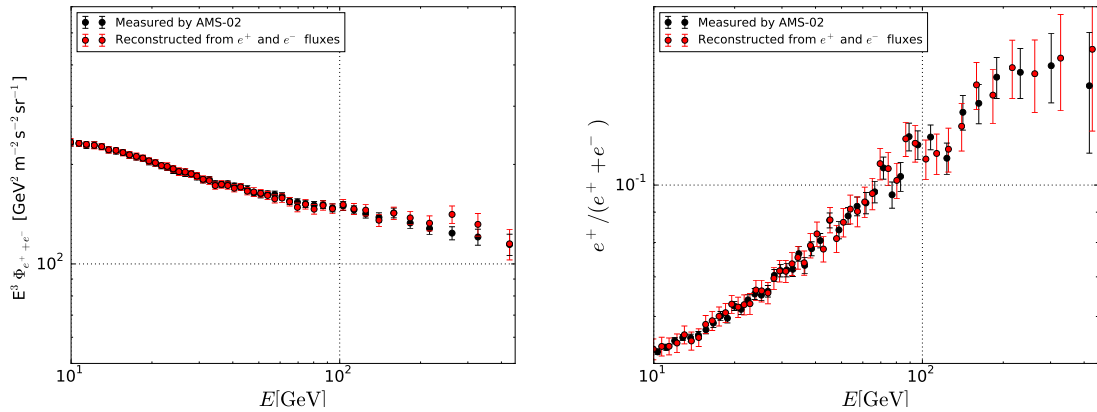 Measured by AMS-02
Reconstructed from e⁺ and e⁻ fluxes
E³ Φ_{e⁺+e⁻} [GeV² m⁻² s⁻² sr⁻¹]
10²
10¹
10²
E[GeV]
Measured by AMS-02
Reconstructed from e⁺ and e⁻ fluxes
e⁺/(e⁺+e⁻)
10⁻¹
10¹
10²
E[GeV]